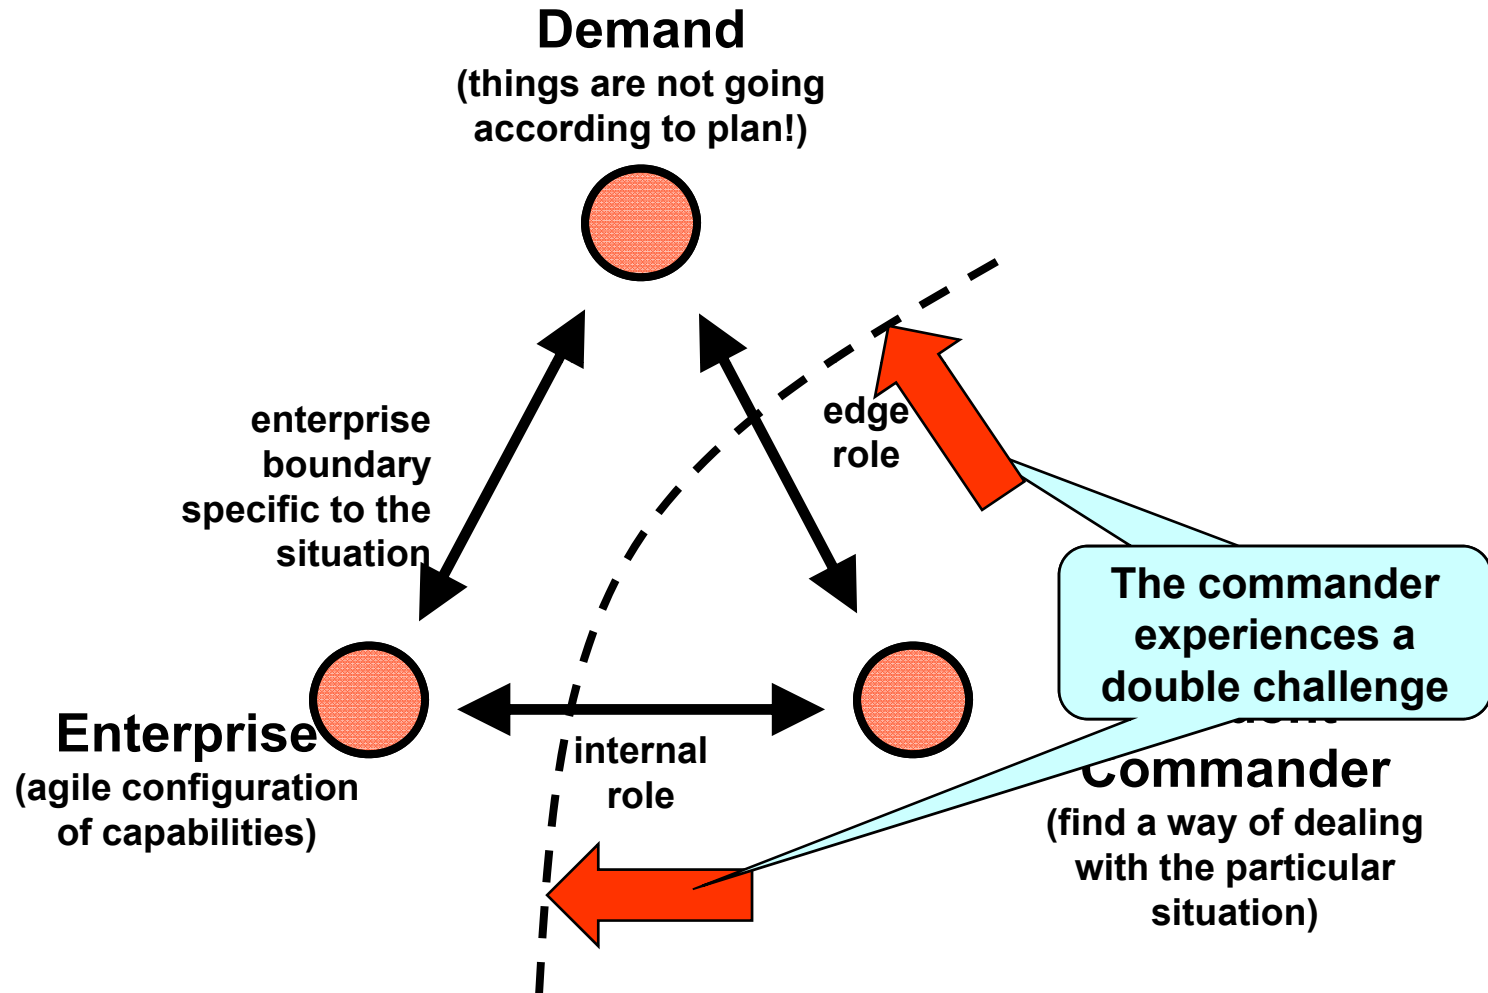 Demand
(things are not going
according to plan!)
enterprise
boundary
specific to the
situation
edge
role
The commander
experiences a
double challenge
Enterprise
(agile configuration
of capabilities)
internal
role
Commander
(find a way of dealing
with the particular
situation)